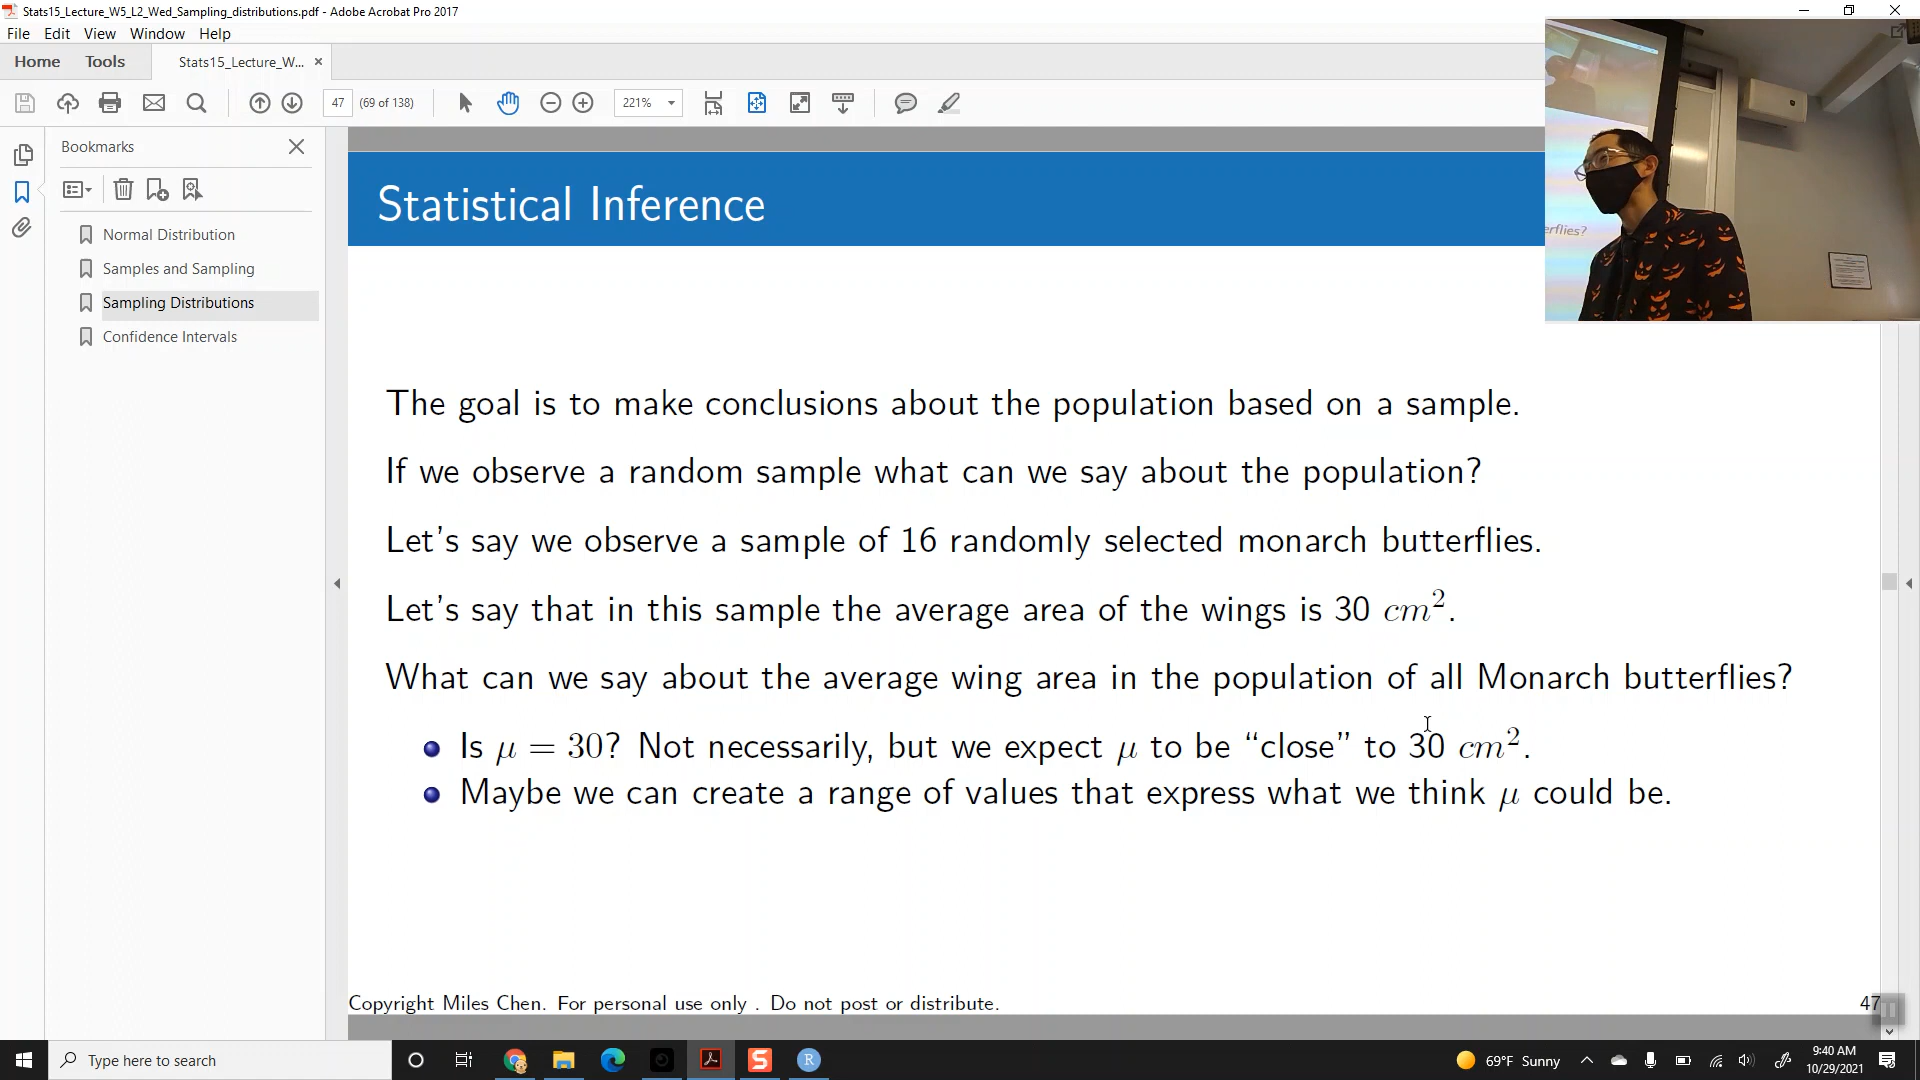 Stats15_Lecture_W5_L2_Wed_Sampling_distributions.pdf - Adobe Acrobat Pro 2017
File Edit View Window Help
Home Tools Stats15_Lecture_W... ×
47 (69 of 138) 221%
Bookmarks
Normal Distribution
Samples and Sampling
Sampling Distributions
Confidence Intervals
Statistical Inference
erflies?
The goal is to make conclusions about the population based on a sample.
If we observe a random sample what can we say about the population?
Let's say we observe a sample of 16 randomly selected monarch butterflies.
Let's say that in this sample the average area of the wings is 30 cm².
What can we say about the average wing area in the population of all Monarch butterflies?
Is μ = 30? Not necessarily, but we expect μ to be “close” to 30 cm².
Maybe we can create a range of values that express what we think μ could be.
Copyright Miles Chen. For personal use only . Do not post or distribute.
47
Type here to search
69°F Sunny
9:40 AM
10/29/2021